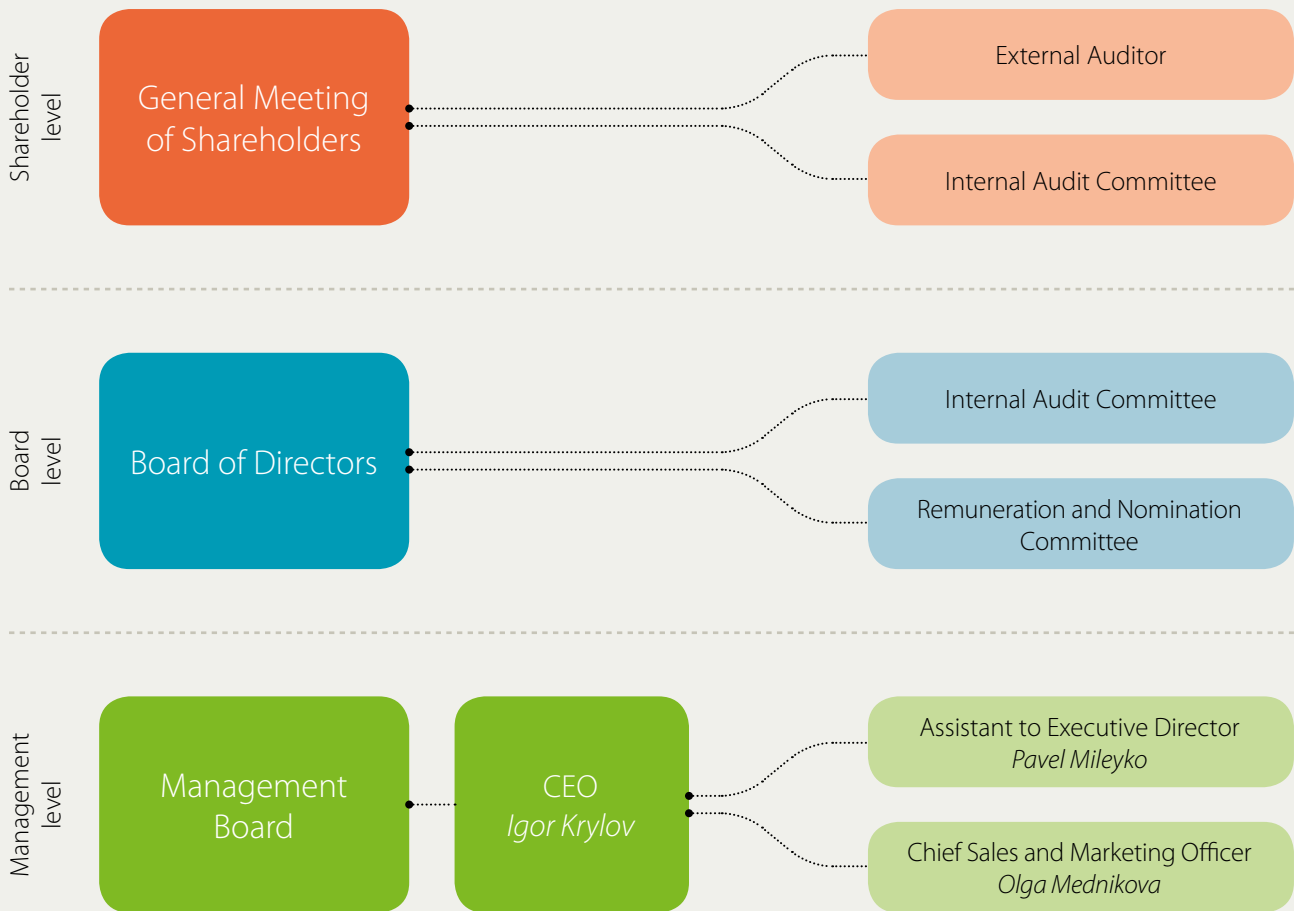 Shareholder
level
General Meeting
of Shareholders
External Auditor
Internal Audit Committee
Board
level
Board of Directors
Internal Audit Committee
Remuneration and Nomination
Committee
Management
level
Management
Board
CEO
Igor Krylov
Assistant to Executive Director
Pavel Mileyko
Chief Sales and Marketing Officer
Olga Mednikova